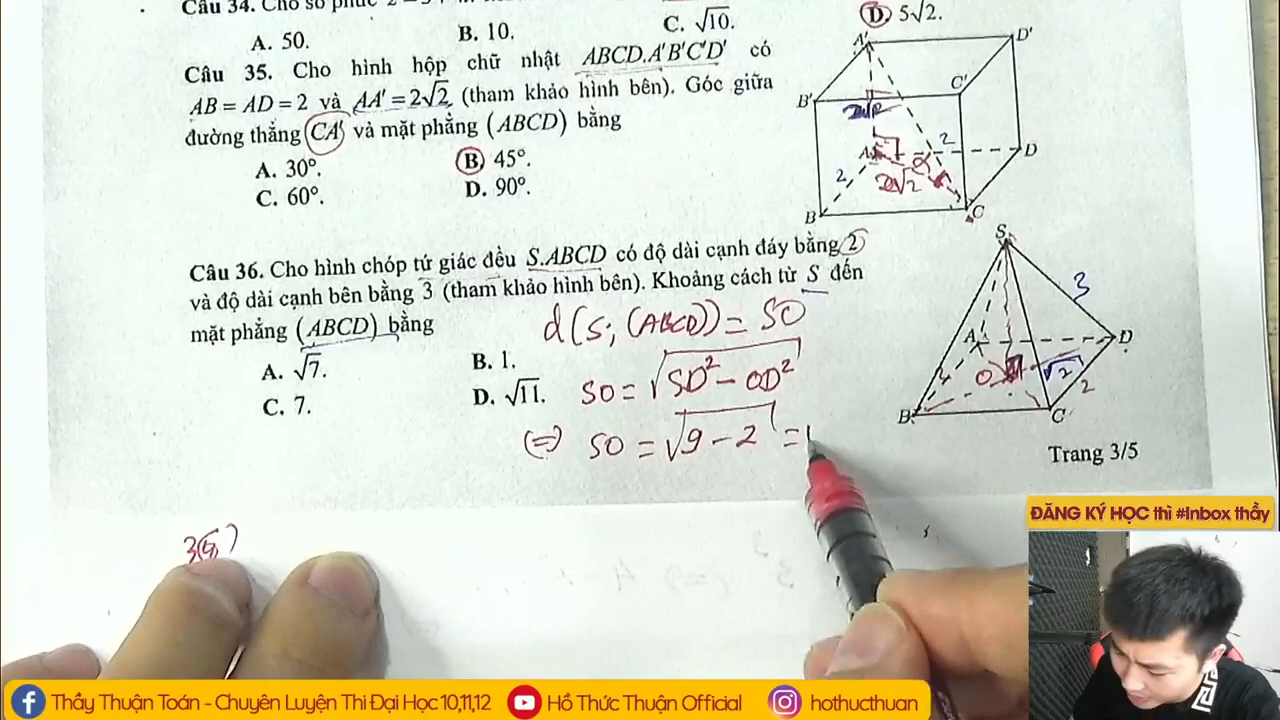 Câu 34. Cho số phức
A. 50.
B. 10.
C. √10.
D. 5√2.
Câu 35. Cho hình hộp chữ nhật ABCD.A'B'C'D' có
AB = AD = 2 và AA' = 2√2 (tham khảo hình bên). Góc giữa
đường thẳng CA' và mặt phẳng (ABCD) bằng
A. 30°.
B. 45°.
C. 60°.
D. 90°.
A'
D'
B'
C'
2√2
A
2
D
2
2√2
α
B
C
Câu 36. Cho hình chóp tứ giác đều S.ABCD có độ dài cạnh đáy bằng 2
và độ dài cạnh bên bằng 3 (tham khảo hình bên). Khoảng cách từ S đến
mặt phẳng (ABCD) bằng
A. √7.
B. 1.
C. 7.
D. √11.
d(S; (ABCD)) = SO
SO = √SD² − OD²
(=) SO = √9 − 2 =
S
3
A
D
O
√2
2
B
C
Trang 3/5
ĐĂNG KÝ HỌC thì #Inbox thầy
Thầy Thuận Toán - Chuyên Luyện Thi Đại Học 10,11,12
Hồ Thức Thuận Official
hothucthuan